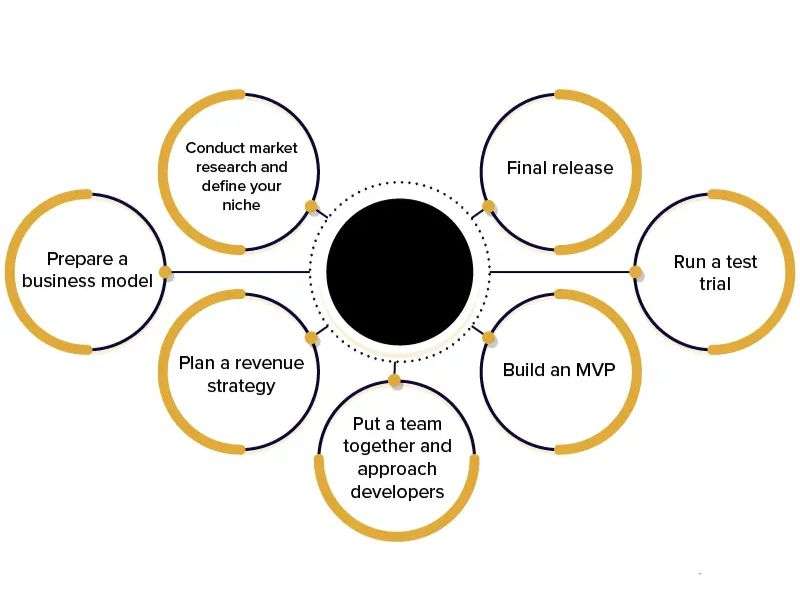 Conduct market
research and
define your
niche
Final release
Prepare a
business model
Run a test
trial
Plan a revenue
strategy
Build an MVP
Put a team
together and
approach
developers